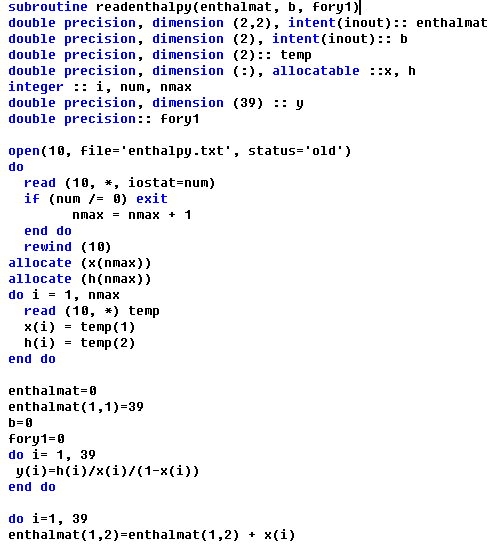 subroutine readenthalpy(enthalmat, b, fory1)
double precision, dimension (2,2), intent(inout):: enthalmat
double precision, dimension (2), intent(inout):: b
double precision, dimension (2):: temp
double precision, dimension (:), allocatable ::x, h
integer :: i, num, nmax
double precision, dimension (39) :: y
double precision:: fory1

open(10, file='enthalpy.txt', status='old')
do
  read (10, *, iostat=num)
  if (num /= 0) exit
        nmax = nmax + 1
  end do
  rewind (10)
allocate (x(nmax))
allocate (h(nmax))
do i = 1, nmax
  read (10, *) temp
  x(i) = temp(1)
  h(i) = temp(2)
end do

enthalmat=0
enthalmat(1,1)=39
b=0
fory1=0
do i= 1, 39
 y(i)=h(i)/x(i)/(1-x(i))
end do

do i=1, 39
enthalmat(1,2)=enthalmat(1,2) + x(i)